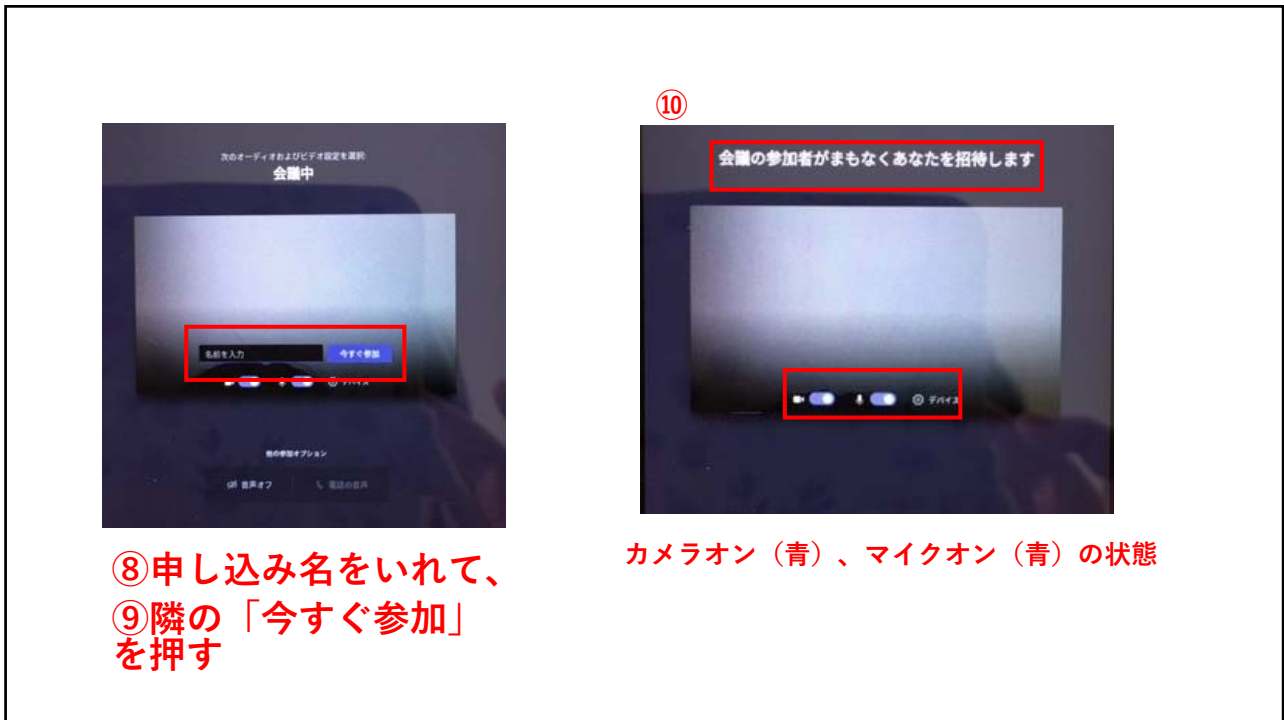 次のオーディオおよびビデオ設定を選択
会議中
名前を入力 今すぐ参加
デバイス
他の参加オプション
音声オフ 電話の音声
⑧申し込み名をいれて、
⑨隣の「今すぐ参加」
を押す
⑩
会議の参加者がまもなくあなたを招待します
デバイス
カメラオン（青）、マイクオン（青）の状態